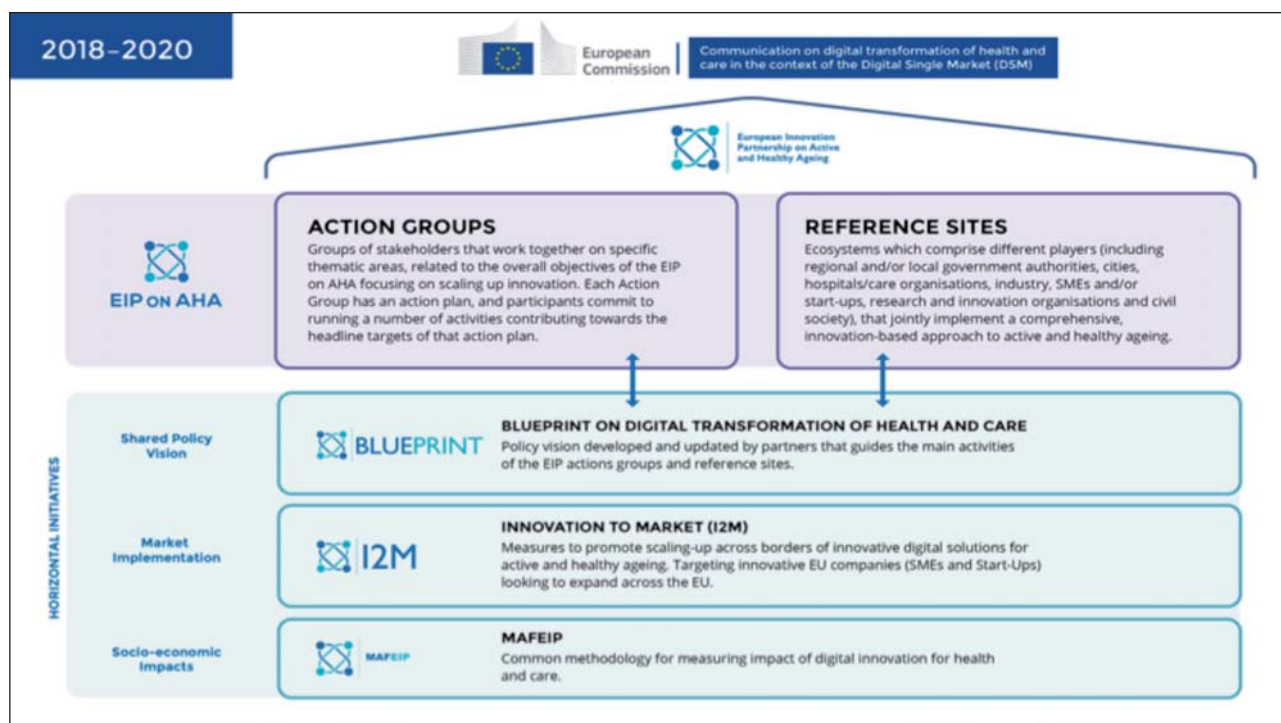 2018-2020
European
Commission
Communication on digital transformation of health and
care in the context of the Digital Single Market (DSM)
European Innovation
Partnership on Active
and Healthy Ageing
EIP ON AHA
ACTION GROUPS
Groups of stakeholders that work together on specific
thematic areas, related to the overall objectives of the EIP
on AHA focusing on scaling up innovation. Each Action
Group has an action plan, and participants commit to
running a number of activities contributing towards the
headline targets of that action plan.
REFERENCE SITES
Ecosystems which comprise different players (including
regional and/or local government authorities, cities,
hospitals/care organisations, industry, SMEs and/or
start-ups, research and innovation organisations and civil
society), that jointly implement a comprehensive,
innovation-based approach to active and healthy ageing.
HORIZONTAL INITIATIVES
Shared Policy
Vision
BLUEPRINT
BLUEPRINT ON DIGITAL TRANSFORMATION OF HEALTH AND CARE
Policy vision developed and updated by partners that guides the main activities
of the EIP actions groups and reference sites.
Market
Implementation
I2M
INNOVATION TO MARKET (I2M)
Measures to promote scaling-up across borders of innovative digital solutions for
active and healthy ageing. Targeting innovative EU companies (SMEs and Start-Ups)
looking to expand across the EU.
Socio-economic
Impacts
MAFEIP
MAFEIP
Common methodology for measuring impact of digital innovation for health
and care.